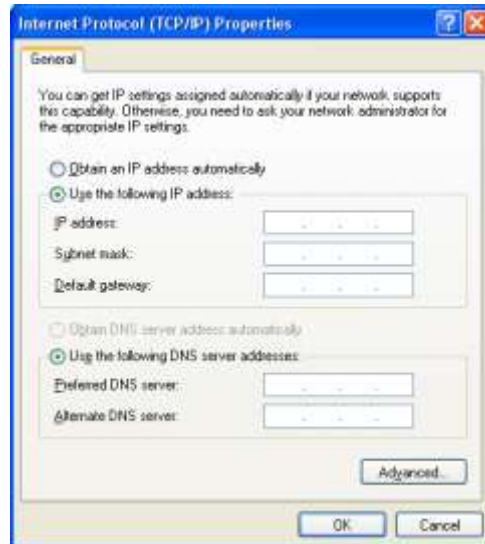 Internet Protocol (TCP/IP) Properties
General
You can get IP settings assigned automatically if your network supports
this capability. Otherwise, you need to ask your network administrator for
the appropriate IP settings.
Obtain an IP address automatically
Use the following IP address:
IP address:
Subnet mask:
Default gateway:
Obtain DNS server address automatically
Use the following DNS server addresses:
Preferred DNS server:
Alternate DNS server:
Advanced...
OK Cancel